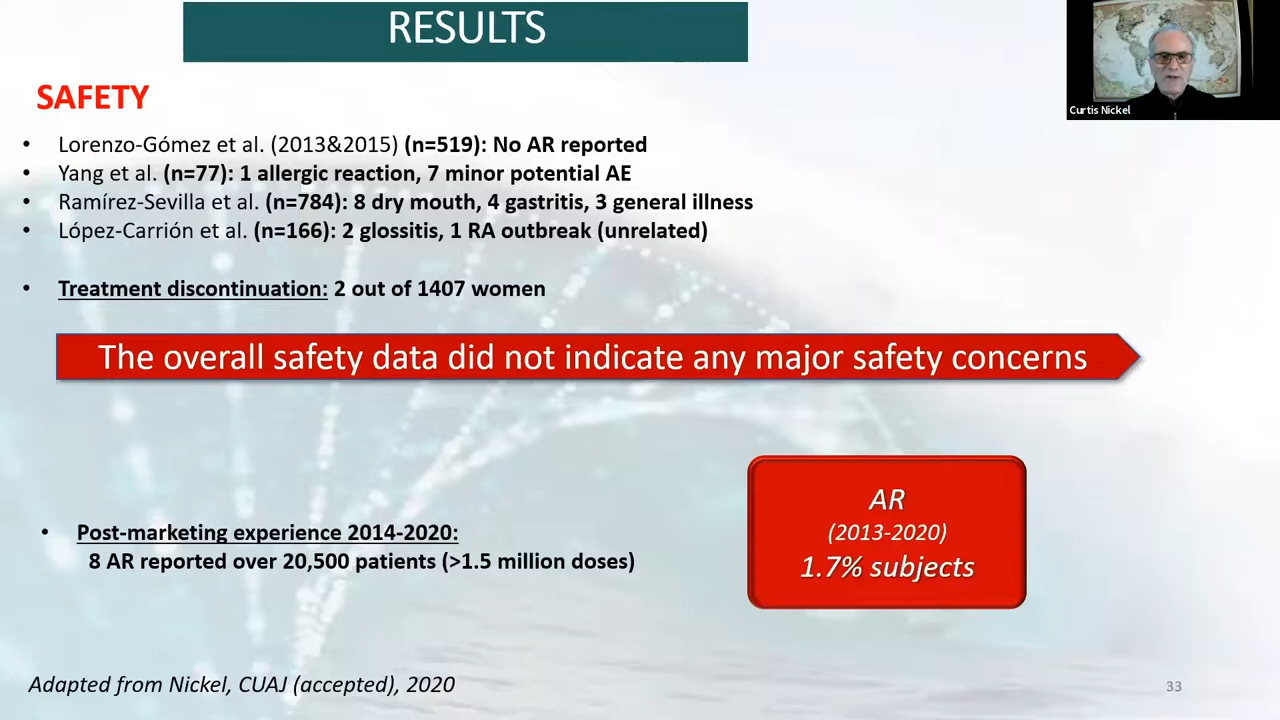 RESULTS
Curtis Nickel
SAFETY
• Lorenzo-Gómez et al. (2013&2015) (n=519): No AR reported
• Yang et al. (n=77): 1 allergic reaction, 7 minor potential AE
• Ramírez-Sevilla et al. (n=784): 8 dry mouth, 4 gastritis, 3 general illness
• López-Carrión et al. (n=166): 2 glossitis, 1 RA outbreak (unrelated)
• Treatment discontinuation: 2 out of 1407 women
The overall safety data did not indicate any major safety concerns
• Post-marketing experience 2014-2020:
8 AR reported over 20,500 patients (>1.5 million doses)
AR
(2013-2020)
1.7% subjects
Adapted from Nickel, CUAJ (accepted), 2020
33